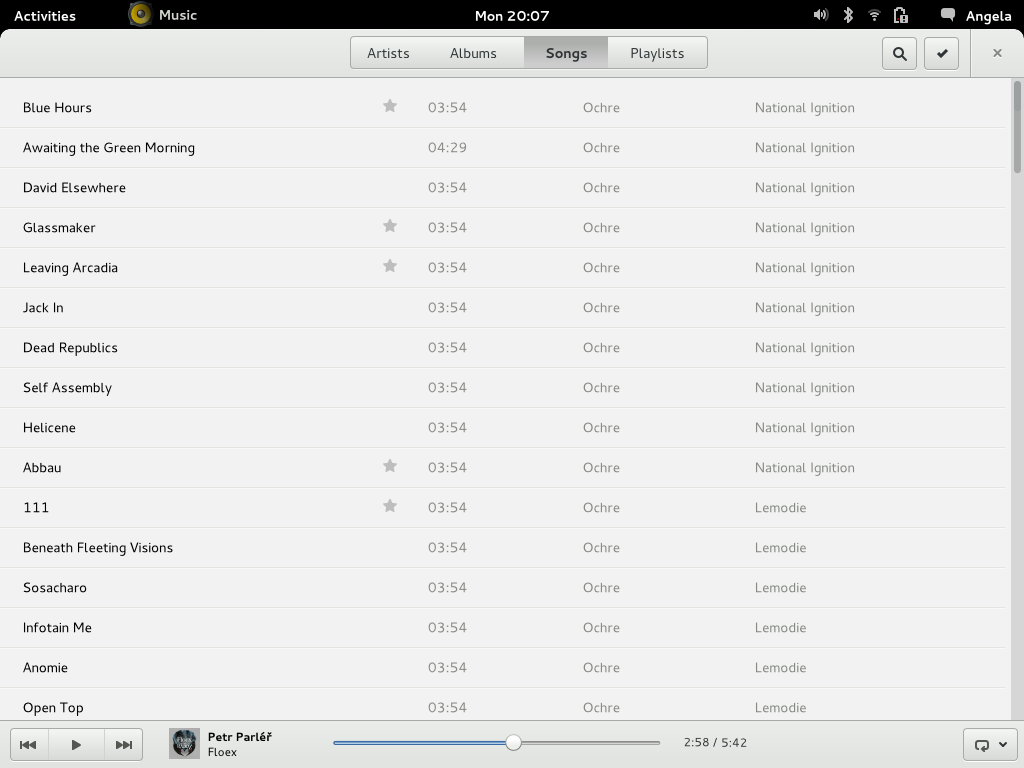 Activities Music Mon 20:07 Angela
Artists Albums Songs Playlists
Blue Hours 03:54 Ochre National Ignition
Awaiting the Green Morning 04:29 Ochre National Ignition
David Elsewhere 03:54 Ochre National Ignition
Glassmaker 03:54 Ochre National Ignition
Leaving Arcadia 03:54 Ochre National Ignition
Jack In 03:54 Ochre National Ignition
Dead Republics 03:54 Ochre National Ignition
Self Assembly 03:54 Ochre National Ignition
Helicene 03:54 Ochre National Ignition
Abbau 03:54 Ochre National Ignition
111 03:54 Ochre Lemodie
Beneath Fleeting Visions 03:54 Ochre Lemodie
Sosacharo 03:54 Ochre Lemodie
Infotain Me 03:54 Ochre Lemodie
Anomie 03:54 Ochre Lemodie
Open Top 03:54 Ochre Lemodie
Petr Parléř
Floex
2:58 / 5:42